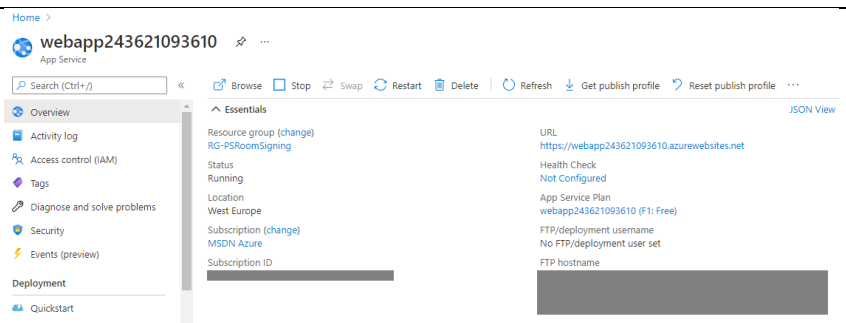 Home >
webapp243621093610
App Service
Search (Ctrl+/)
«
Browse Stop Swap Restart Delete Refresh Get publish profile Reset publish profile ...
Overview
Activity log
Access control (IAM)
Tags
Diagnose and solve problems
Security
Events (preview)
Deployment
Quickstart
Essentials
JSON View
Resource group (change)
RG-PSRoomSigning
Status
Running
Location
West Europe
Subscription (change)
MSDN Azure
Subscription ID
URL
https://webapp243621093610.azurewebsites.net
Health Check
Not Configured
App Service Plan
webapp243621093610 (F1: Free)
FTP/deployment username
No FTP/deployment user set
FTP hostname